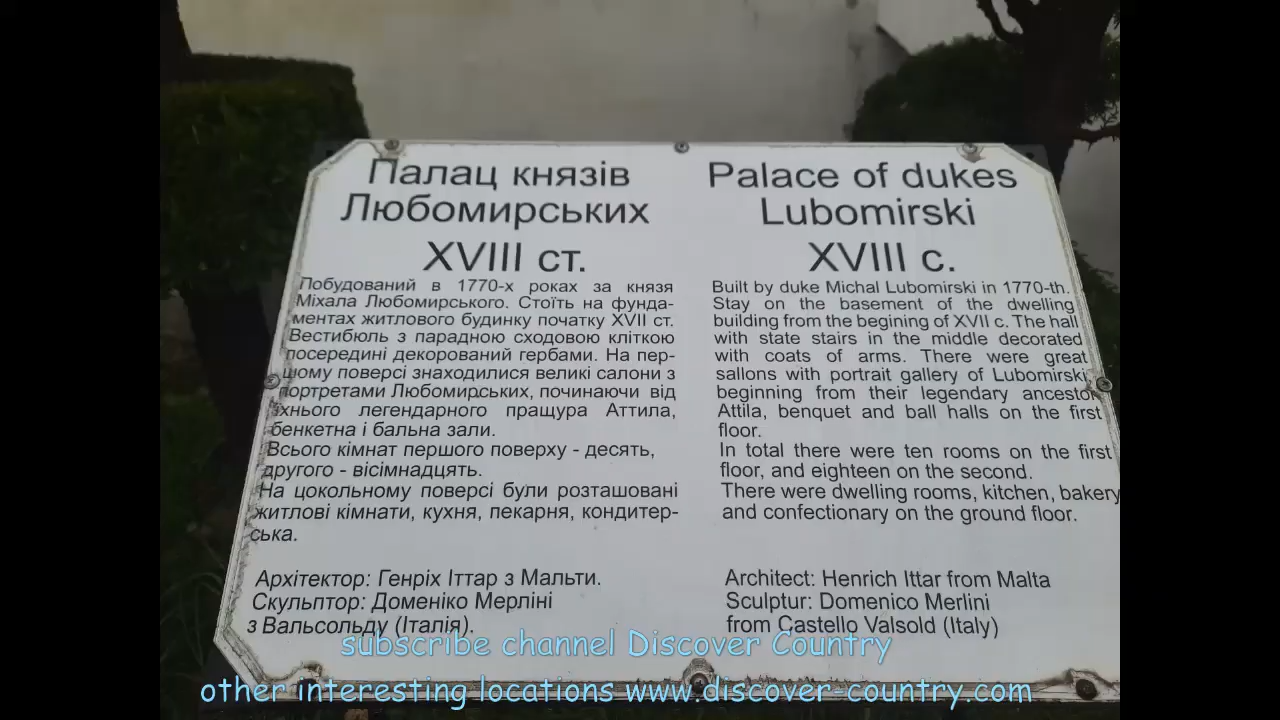 Палац князів
Любомирських
XVIII ст.
Побудований в 1770-х роках за князя
Міхала Любомирського. Стоїть на фунда-
ментах житлового будинку початку XVII ст.
Вестибюль з парадною сходовою кліткою
посередині декорований гербами. На пер-
шому поверсі знаходилися великі салони з
портретами Любомирських, починаючи від
їхнього легендарного пращура Аттила,
бенкетна і бальна зали.
Всього кімнат першого поверху - десять,
другого - вісімнадцять.
На цокольному поверсі були розташовані
житлові кімнати, кухня, пекарня, кондитер-
ська.
Архітектор: Генріх Іттар з Мальти.
Скульптор: Доменіко Мерліні
з Вальсольду (Італія).
Palace of dukes
Lubomirski
XVIII c.
Built by duke Michal Lubomirski in 1770-th.
Stay on the basement of the dwelling
building from the begining of XVII c. The hall
with state stairs in the middle decorated
with coats of arms. There were great
sallons with portrait gallery of Lubomirski,
beginning from their legendary ancestor
Attila, benquet and ball halls on the first
floor.
In total there were ten rooms on the first
floor, and eighteen on the second.
There were dwelling rooms, kitchen, bakery
and confectionary on the ground floor.
Architect: Henrich Ittar from Malta
Sculptur: Domenico Merlini
from Castello Valsold (Italy)
subscribe channel Discover Country
other interesting locations www.discover-country.com